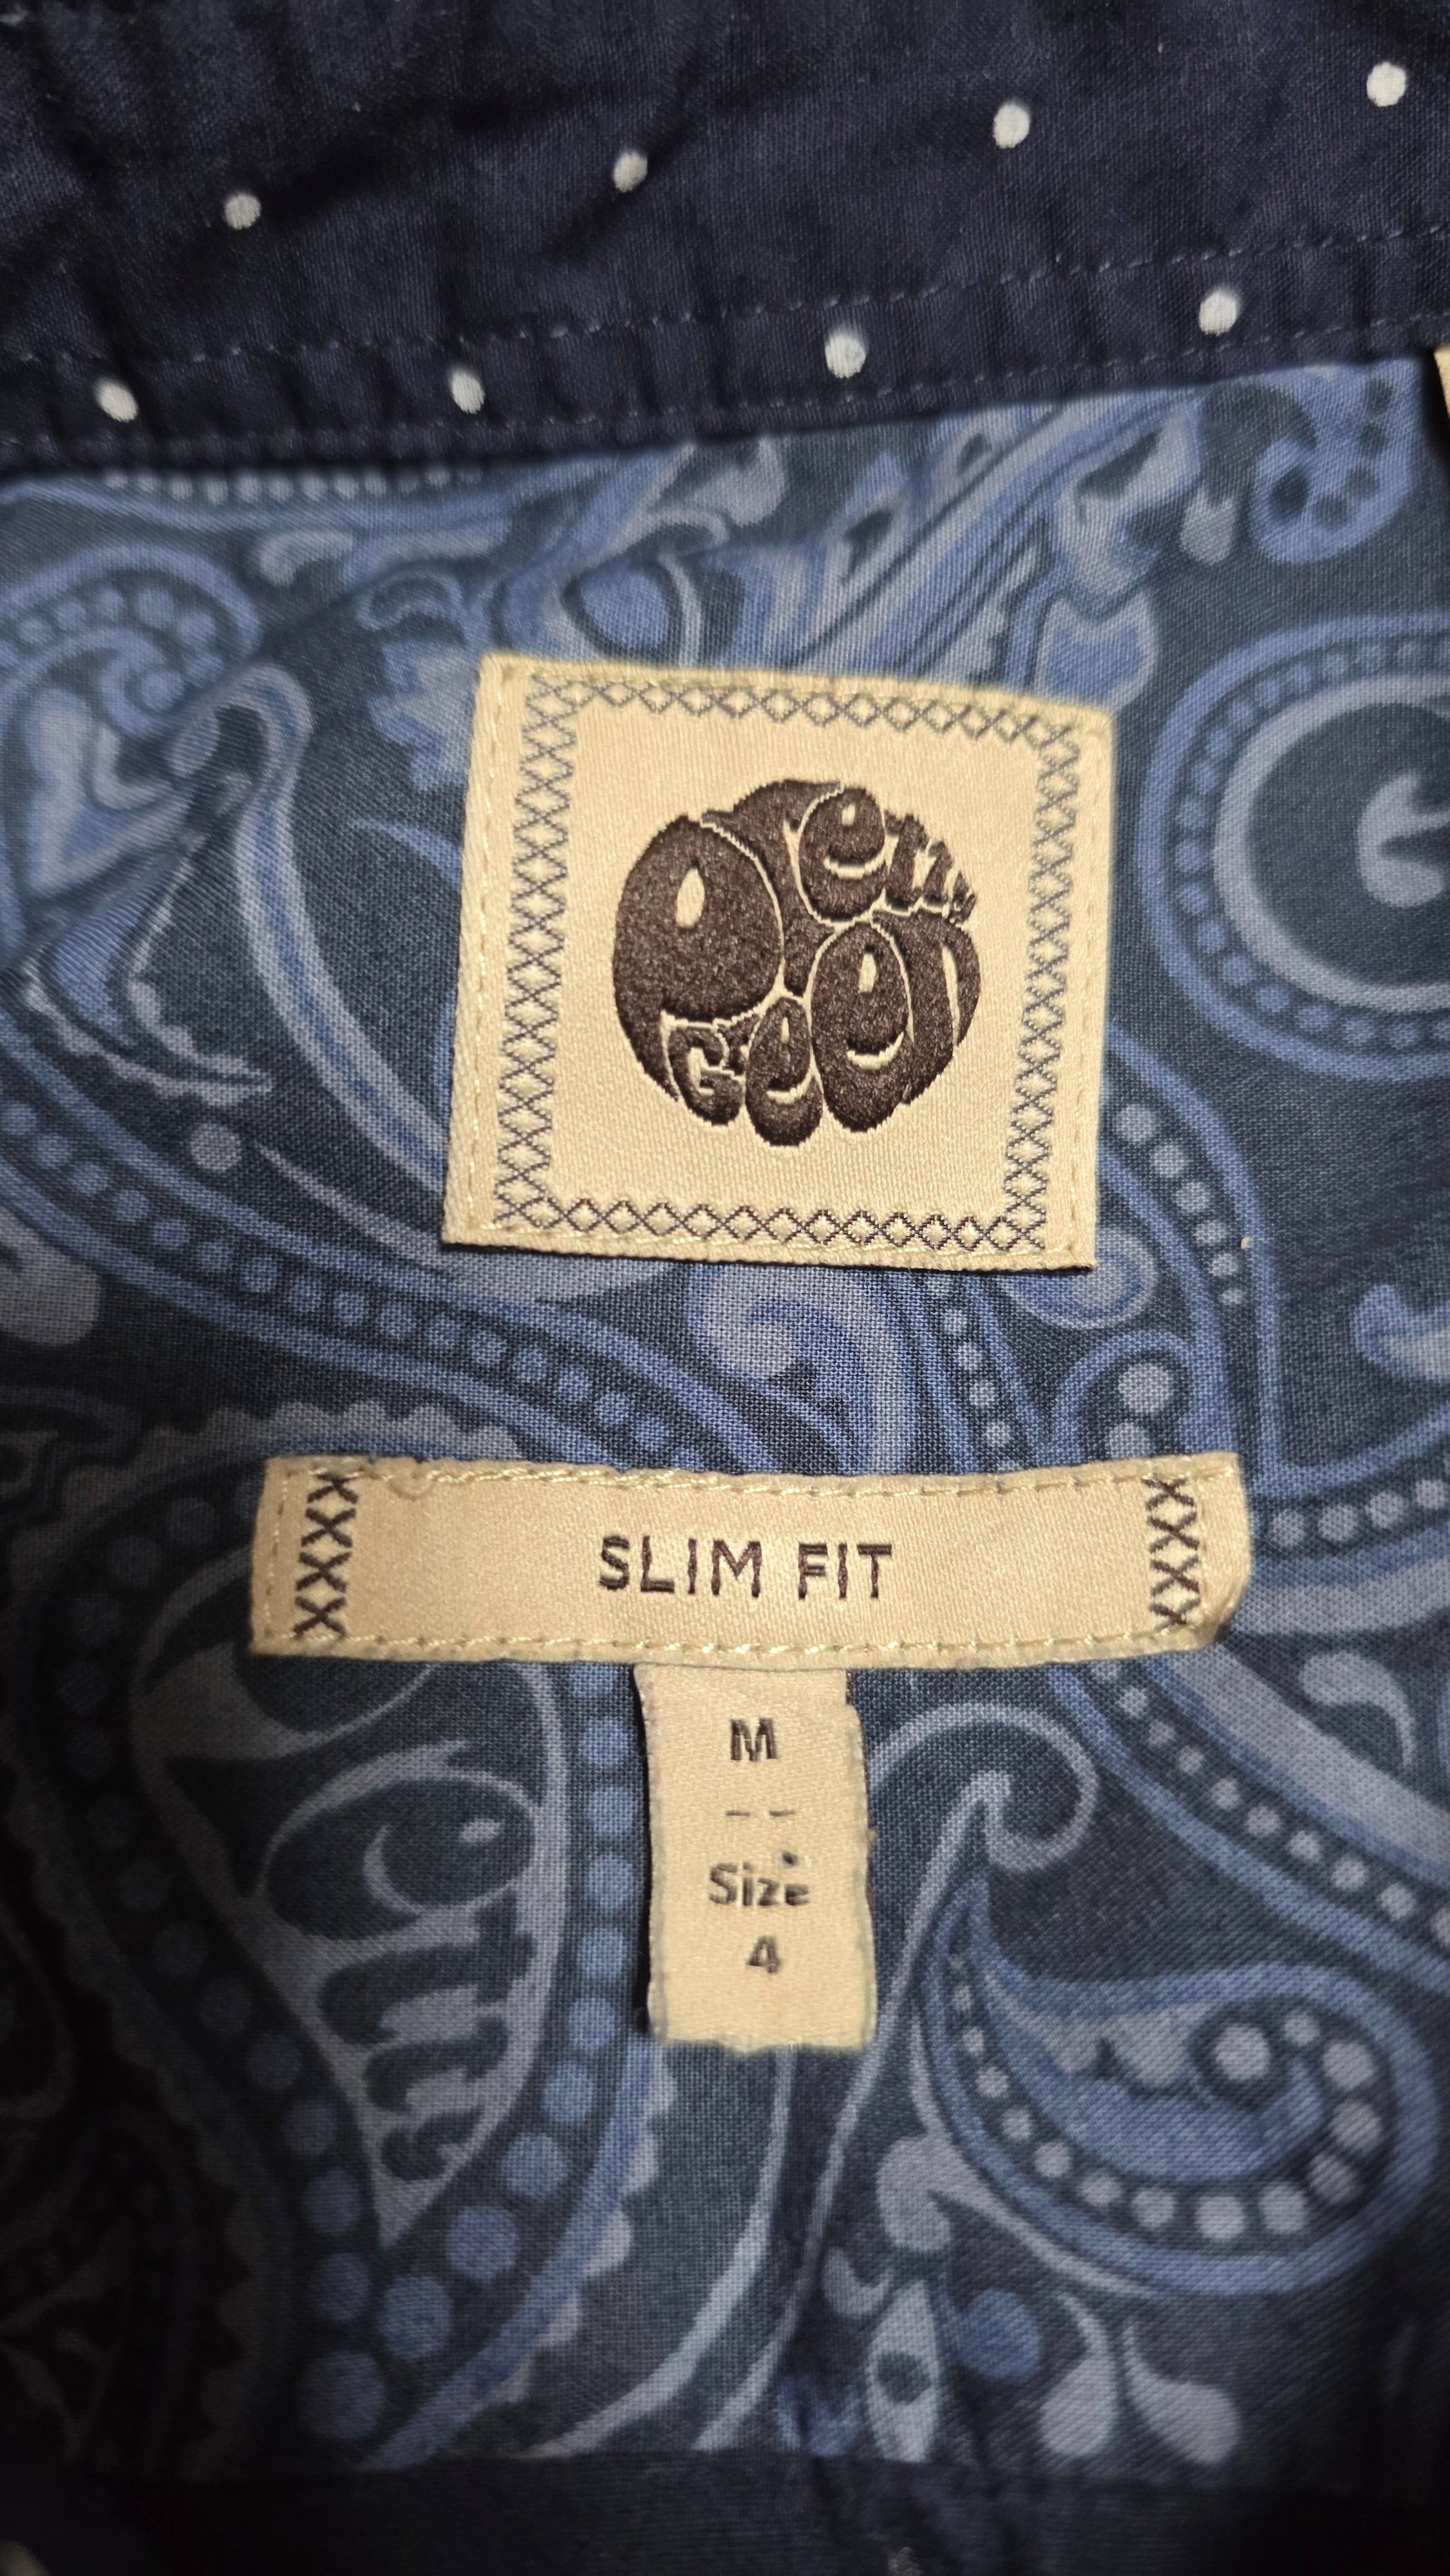 Pretty
Green
SLIM FIT
M
--
Size
4